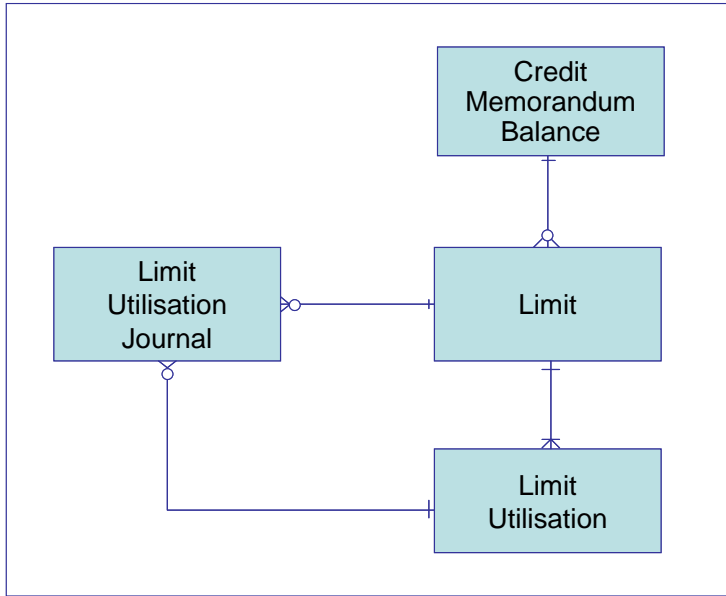 Credit
Memorandum
Balance
Limit
Utilisation
Journal
Limit
Limit
Utilisation